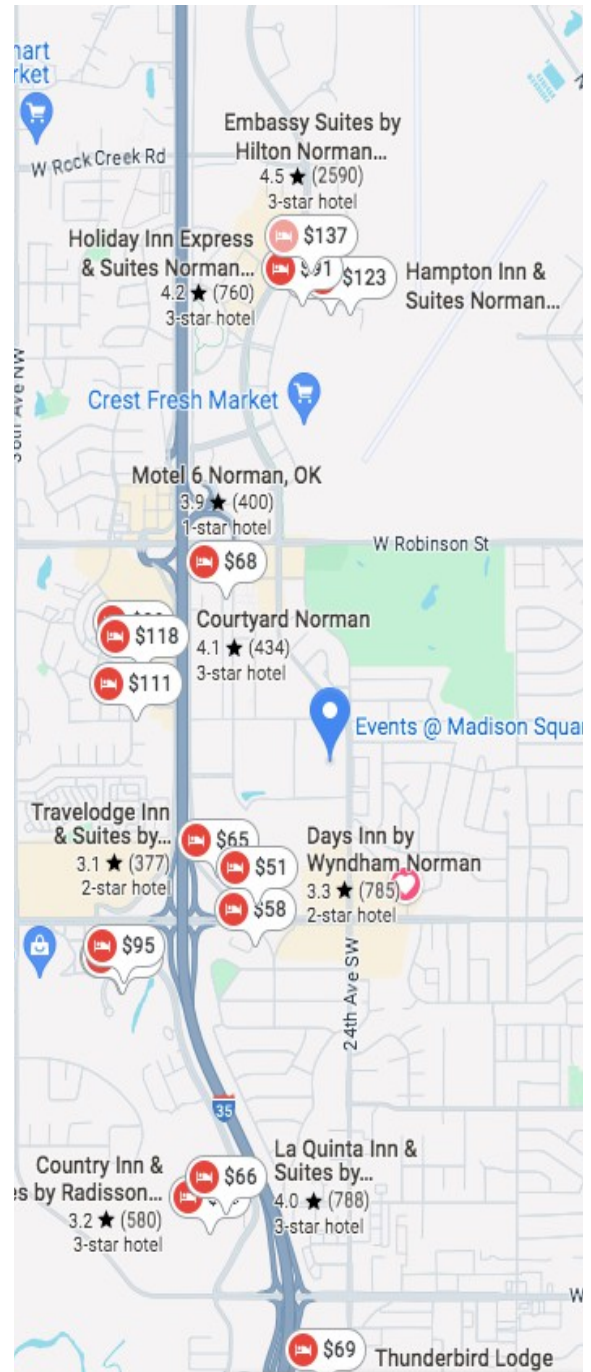 nart
rket
W Rock Creek Rd
Embassy Suites by
Hilton Norman...
4.5 ★ (2590)
3-star hotel
$137
Holiday Inn Express
& Suites Norman...
4.2 ★ (760)
3-star hotel
$91
$123
Hampton Inn &
Suites Norman...
36th Ave NW
Crest Fresh Market
Motel 6 Norman, OK
3.9 ★ (400)
1-star hotel
W Robinson St
$68
Courtyard Norman
4.1 ★ (434)
3-star hotel
$118
$111
Events @ Madison Squa
Travelodge Inn
& Suites by...
3.1 ★ (377)
2-star hotel
$65
$51
$58
Days Inn by
Wyndham Norman
3.3 ★ (785)
2-star hotel
$95
24th Ave SW
35
Country Inn &
es by Radisson...
3.2 ★ (580)
3-star hotel
$66
La Quinta Inn &
Suites by...
4.0 ★ (788)
3-star hotel
W
$69
Thunderbird Lodge